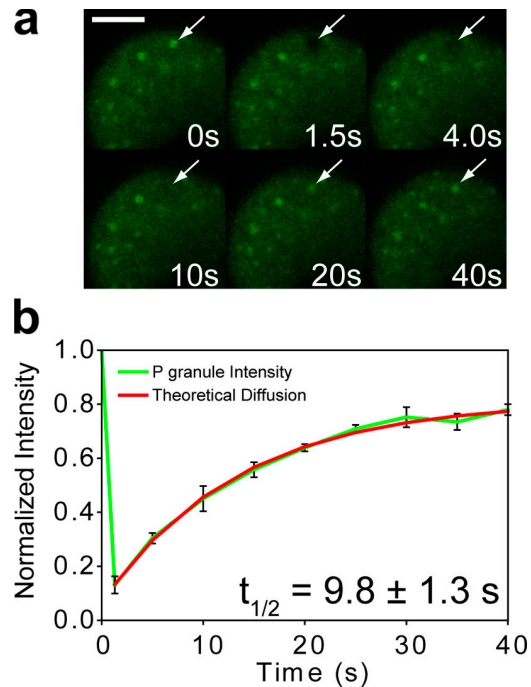 a
0s 1.5s 4.0s
10s 20s 40s
b
1.0
0.8
0.6
0.4
0.2
0.0
Normalized Intensity
P granule Intensity
Theoretical Diffusion
t1/2 = 9.8 ± 1.3 s
0 10 20 30 40
Time (s)